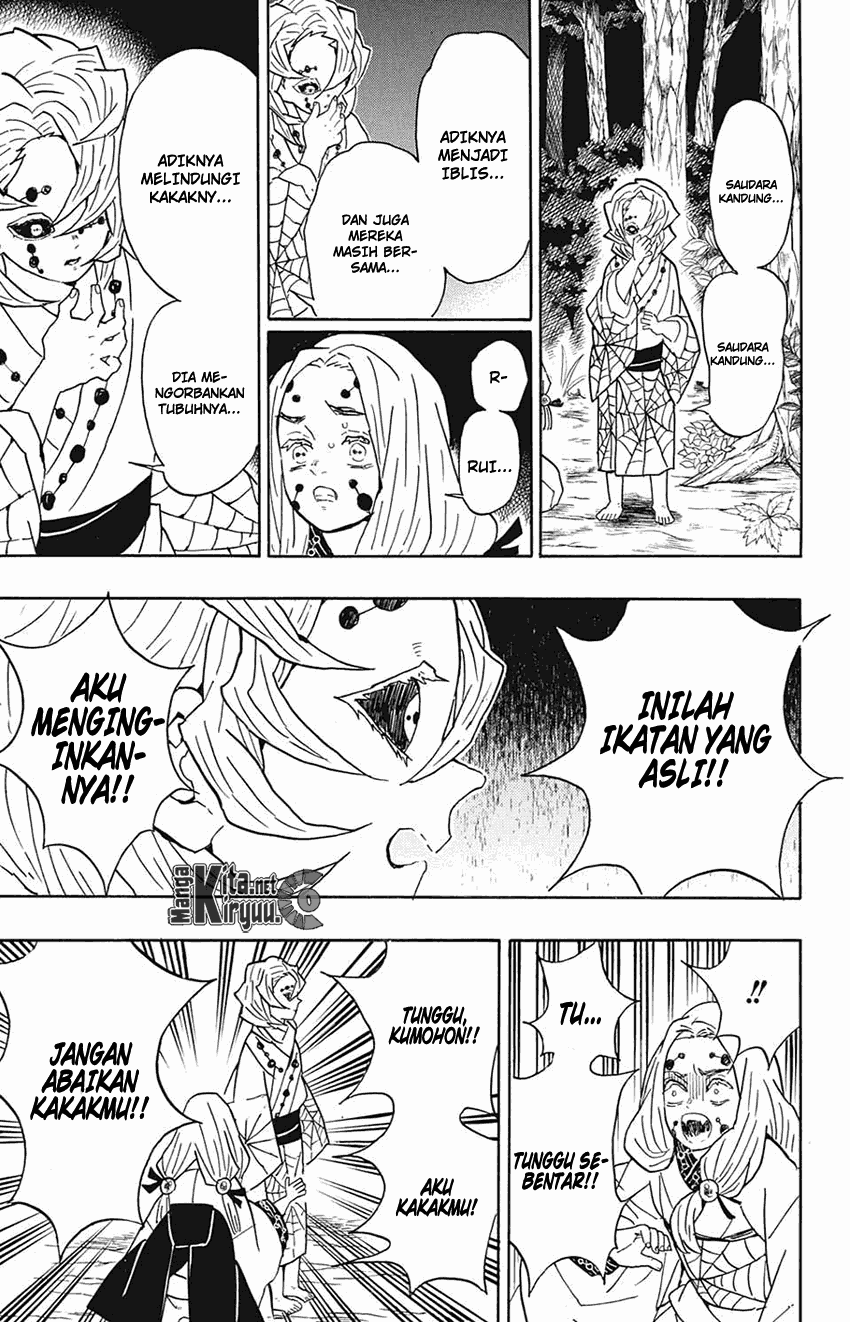 SAUDARA
KANDUNG...
SAUDARA
KANDUNG...
ADIKNYA
MENJADI
IBLIS...
DAN JUGA
MEREKA
MASIH BER-
SAMA...
ADIKNYA
MELINDUNGI
KAKAKNY...
DIA ME-
NGORBANKAN
TUBUHNYA...
R-
RUI...
INILAH
IKATAN YANG
ASLI!!
AKU
MENGING-
INKAN-
NYA!!
MangaKita.net
Kiryuu.CO
!!
TU...
TUNGGU SE-
BENTAR!!
TUNGGU,
KUMOHON!!
AKU
KAKAKMU!
JANGAN
ABAIKAN
KAKAKMU!!